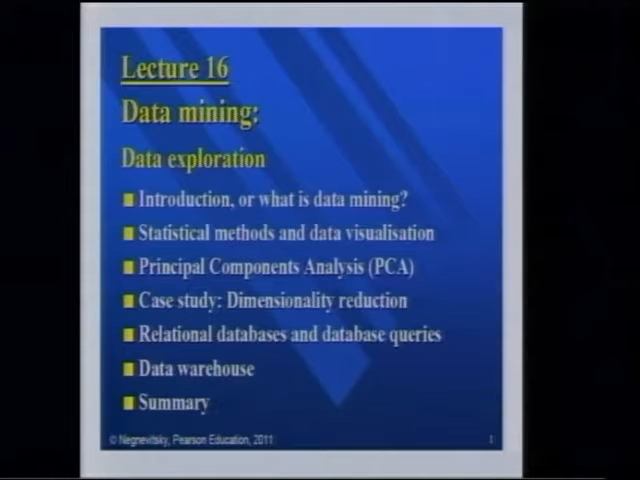 Lecture 16
Data mining:
Data exploration
Introduction, or what is data mining?
Statistical methods and data visualisation
Principal Components Analysis (PCA)
Case study: Dimensionality reduction
Relational databases and database queries
Data warehouse
Summary
© Negnevitsky, Pearson Education, 2011
1